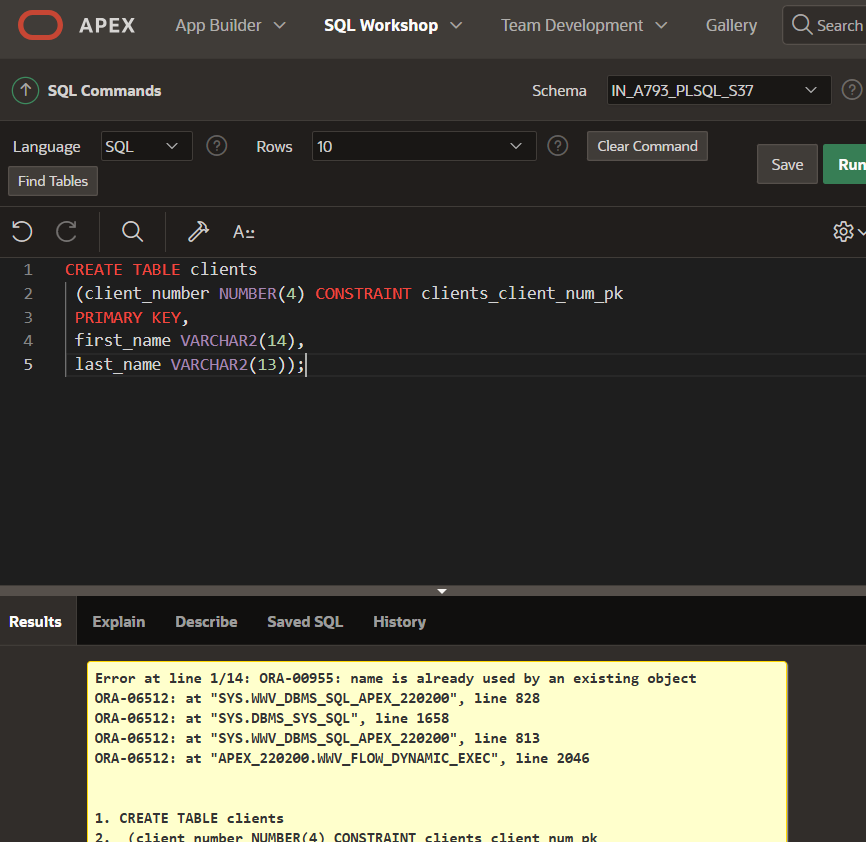 APEX App Builder SQL Workshop Team Development Gallery Search
SQL Commands Schema IN_A793_PLSQL_S37 ?
Language SQL ? Rows 10 ? Clear Command Save Run
Find Tables
A::
1 CREATE TABLE clients
2 (client_number NUMBER(4) CONSTRAINT clients_client_num_pk
3 PRIMARY KEY,
4 first_name VARCHAR2(14),
5 last_name VARCHAR2(13));
Results Explain Describe Saved SQL History
Error at line 1/14: ORA-00955: name is already used by an existing object
ORA-06512: at "SYS.WWV_DBMS_SQL_APEX_220200", line 828
ORA-06512: at "SYS.DBMS_SYS_SQL", line 1658
ORA-06512: at "SYS.WWV_DBMS_SQL_APEX_220200", line 813
ORA-06512: at "APEX_220200.WWV_FLOW_DYNAMIC_EXEC", line 2046
1. CREATE TABLE clients
2. (client_number NUMBER(4) CONSTRAINT clients_client_num_pk